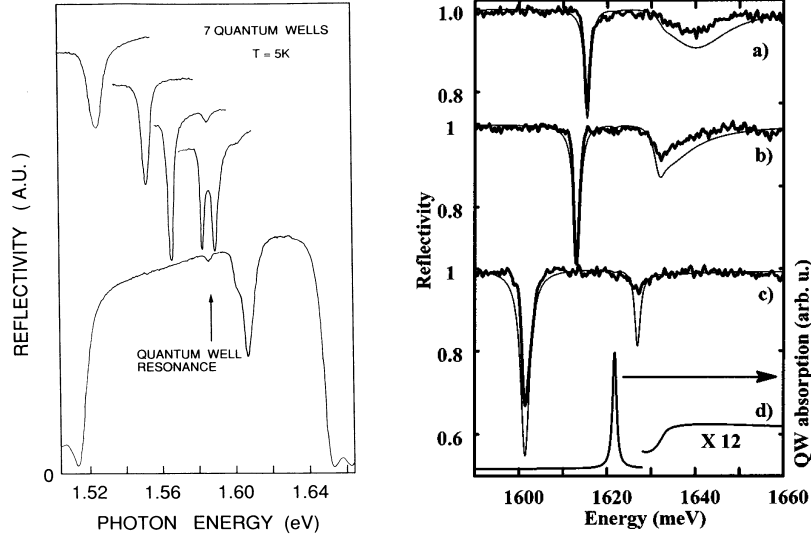 7 QUANTUM WELLS
T = 5K
REFLECTIVITY ( A.U. )
QUANTUM WELL
RESONANCE
0
1.52
1.56
1.60
1.64
PHOTON ENERGY (eV)
1.0
a)
0.8
1
b)
0.8
Reflectivity
1
c)
0.8
d)
X 12
0.6
QW absorption (arb. u.)
1600
1620
1640
1660
Energy (meV)